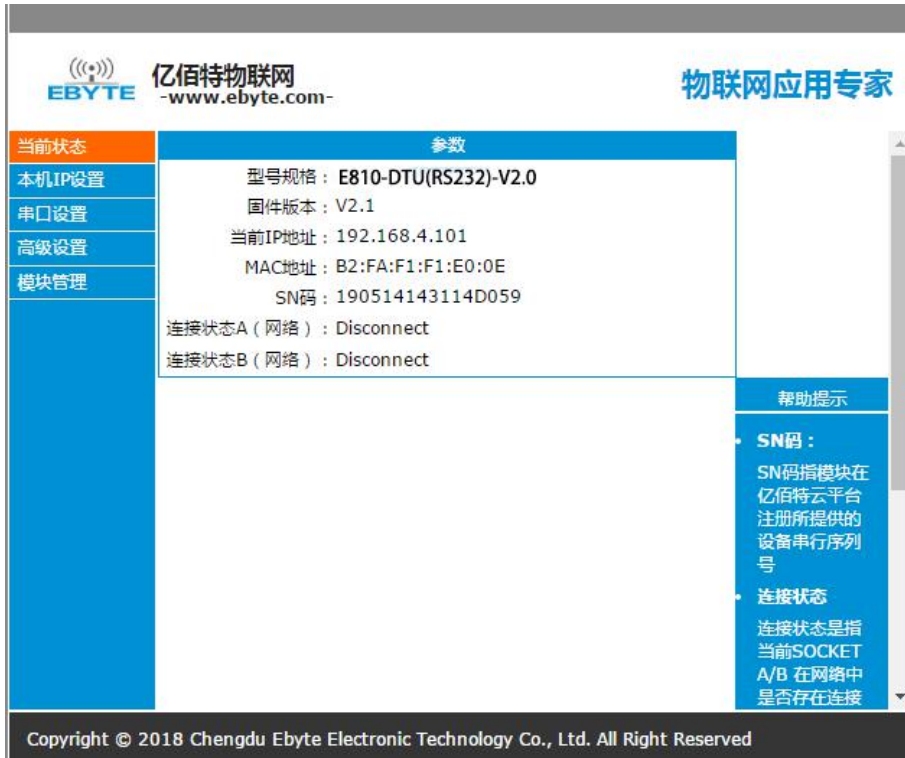 EBYTE
亿佰特物联网
-www.ebyte.com-
物联网应用专家
当前状态
本机IP设置
串口设置
高级设置
模块管理
参数
型号规格： E810-DTU(RS232)-V2.0
固件版本： V2.1
当前IP地址： 192.168.4.101
MAC地址： B2:FA:F1:F1:E0:0E
SN码： 190514143114D059
连接状态A（网络）： Disconnect
连接状态B（网络）： Disconnect
帮助提示
• SN码：
SN码指模块在
亿佰特云平台
注册所提供的
设备串行序列
号
• 连接状态
连接状态是指
当前SOCKET
A/B 在网络中
是否存在连接
Copyright © 2018 Chengdu Ebyte Electronic Technology Co., Ltd. All Right Reserved